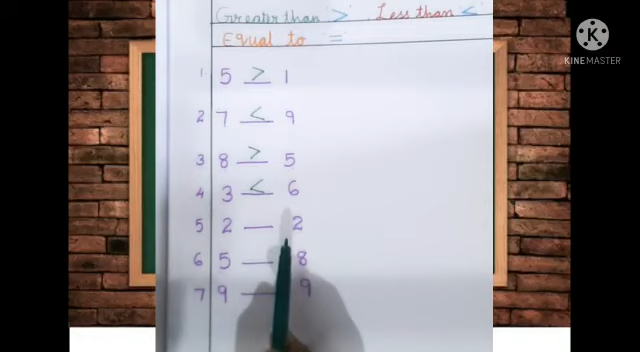 Greater than > Less than <
Equal to =
1. 5 > 1
2 7 < 9
3 8 > 5
4 3 < 6
5 2 — 2
6 5 — 8
7 9 — 9
K
KINEMASTER